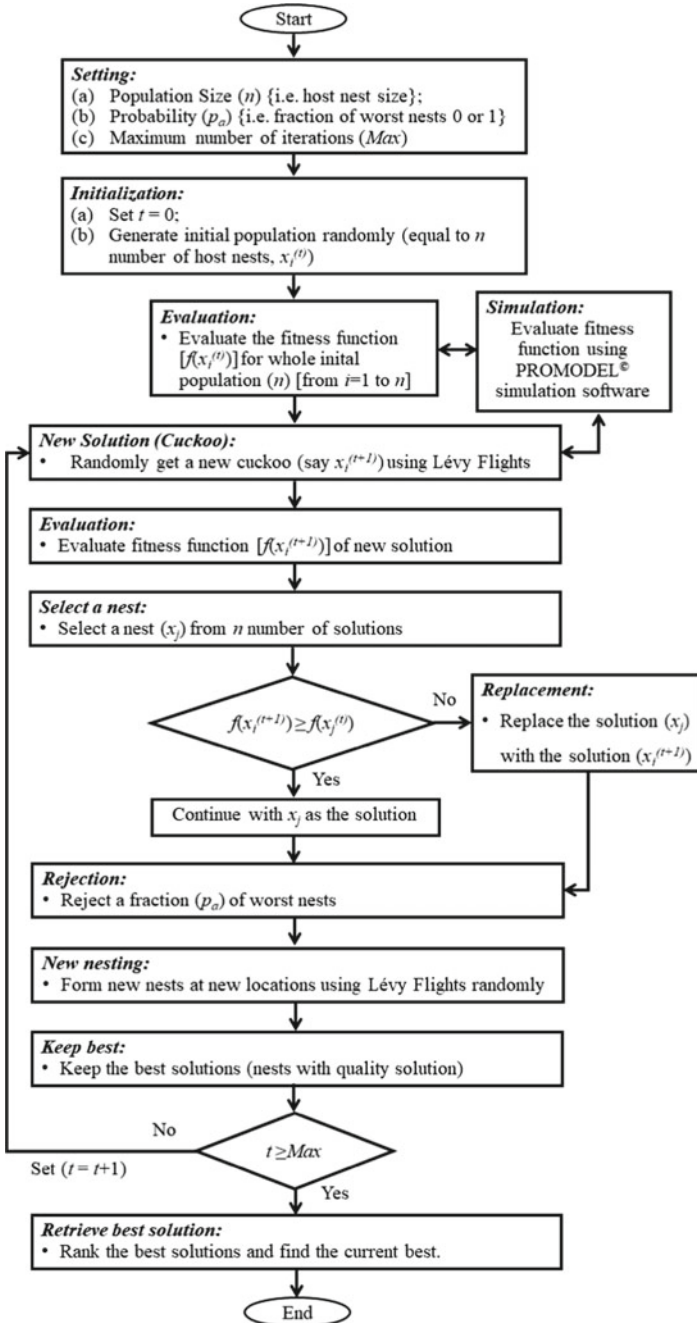 Start
Setting:
(a) Population Size (n) {i.e. host nest size};
(b) Probability (pₐ) {i.e. fraction of worst nests 0 or 1}
(c) Maximum number of iterations (Max)
Initialization:
(a) Set t = 0;
(b) Generate initial population randomly (equal to n
number of host nests, xᵢ⁽ᵗ⁾)
Evaluation:
• Evaluate the fitness function
[f(xᵢ⁽ᵗ⁾)] for whole inital
population (n) [from i=1 to n]
Simulation:
Evaluate fitness
function using
PROMODEL©
simulation software
New Solution (Cuckoo):
• Randomly get a new cuckoo (say xᵢ⁽ᵗ⁺¹⁾) using Lévy Flights
Evaluation:
• Evaluate fitness function [f(xᵢ⁽ᵗ⁺¹⁾)] of new solution
Select a nest:
• Select a nest (xⱼ) from n number of solutions
f(xᵢ⁽ᵗ⁺¹⁾) ≥ f(xⱼ⁽ᵗ⁾)
No
Replacement:
• Replace the solution (xⱼ)
with the solution (xᵢ⁽ᵗ⁺¹⁾)
Yes
Continue with xⱼ as the solution
Rejection:
• Reject a fraction (pₐ) of worst nests
New nesting:
• Form new nests at new locations using Lévy Flights randomly
Keep best:
• Keep the best solutions (nests with quality solution)
No
t ≥Max
Set (t = t+1)
Yes
Retrieve best solution:
• Rank the best solutions and find the current best.
End